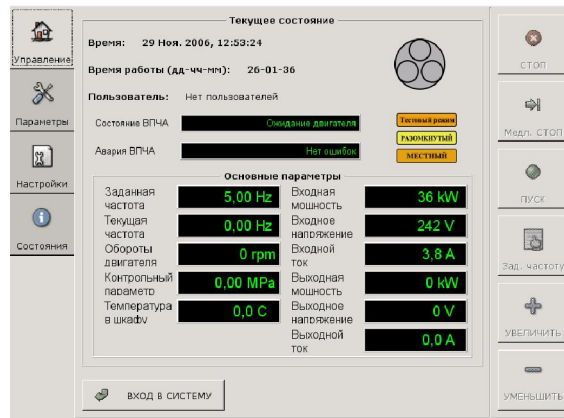 Текущее состояние
Время: 29 Ноя. 2006, 12:53:24
Время работы (дд-чч-мм): 26-01-36
Пользователь: Нет пользователей
Состояние ВПЧА Ожидание двигателя
Авария ВПЧА Нет ошибок
Тестовый режим
РАЗОМКНУТЫЙ
МЕСТНЫЙ
Управление
Параметры
Настройки
Состояния
Основные параметры
Заданная
частота
5,00 Hz
Текущая
частота
0,00 Hz
Обороты
двигателя
0 rpm
Контрольный
параметр
0,00 MPa
Температура
в шкафу
0,0 C
Входная
мощность
36 kW
Входное
напряжение
242 V
Входной
ток
3,8 A
Выходная
мощность
0 kW
Выходное
напряжение
0 V
Выходной
ток
0,0 A
ВХОД В СИСТЕМУ
СТОП
Медл. СТОП
ПУСК
Зад. частоту
УВЕЛИЧИТЬ
УМЕНЬШИТЬ